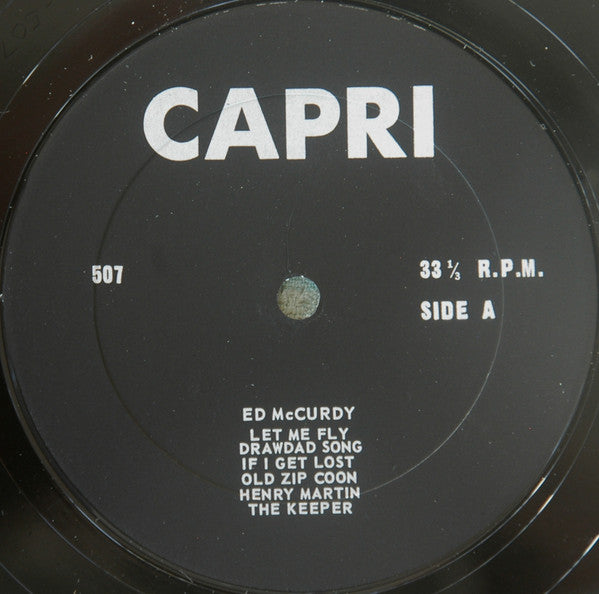 CAPRI
507
33 ⅓ R.P.M.
SIDE A
ED McCURDY
LET ME FLY
DRAWDAD SONG
IF I GET LOST
OLD ZIP COON
HENRY MARTIN
THE KEEPER